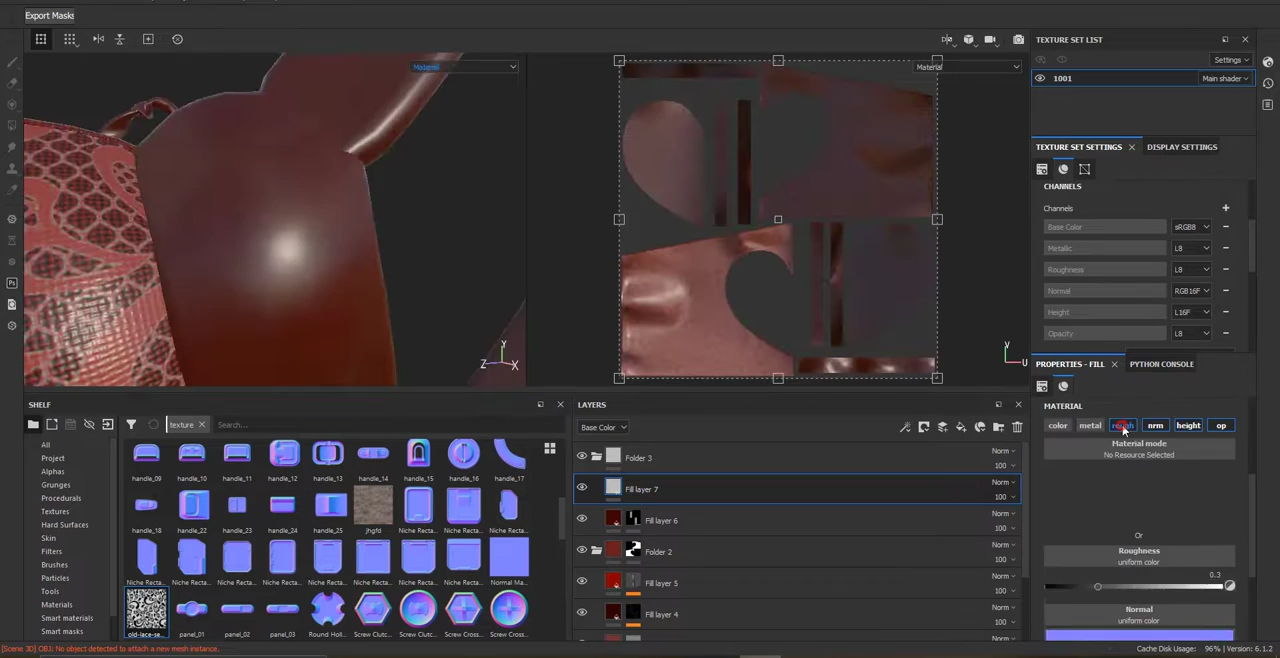 Export Masks
Material
Material
Y
Z
X
V
U
TEXTURE SET LIST
Settings
1001
Main shader
TEXTURE SET SETTINGS
DISPLAY SETTINGS
CHANNELS
Channels
Base Color
sRGB8
Metallic
L8
Roughness
L8
Normal
RGB16F
Height
L16F
Opacity
L8
PROPERTIES - FILL
PYTHON CONSOLE
MATERIAL
color
metal
rough
nrm
height
op
Material mode
No Resource Selected
Or
Roughness
uniform color
0.3
Normal
uniform color
SHELF
texture
Search...
All
Project
Alphas
Grunges
Procedurals
Textures
Hard Surfaces
Skin
Filters
Brushes
Particles
Tools
Materials
Smart materials
Smart masks
handle_09
handle_10
handle_11
handle_12
handle_13
handle_14
handle_15
handle_16
handle_17
handle_18
handle_22
handle_23
handle_24
handle_25
jhgfd
Niche Recta...
Niche Recta...
Niche Recta...
Niche Recta...
Niche Recta...
Niche Recta...
Niche Recta...
Niche Recta...
Niche Recta...
Niche Recta...
Niche Recta...
Normal Ma...
old-lace-se...
panel_01
panel_02
panel_03
Round Holl...
Screw Clutc...
Screw Clutc...
Screw Cross...
Screw Cross...
LAYERS
Base Color
Folder 3
Norm
100
Fill layer 7
Norm
100
Fill layer 6
Norm
100
Folder 2
Norm
100
Fill layer 5
Norm
100
Fill layer 4
Norm
100
Norm
[Scene 3D] OBJ: No object detected to attach a new mesh instance.
Cache Disk Usage: 96% | Version: 6.1.2